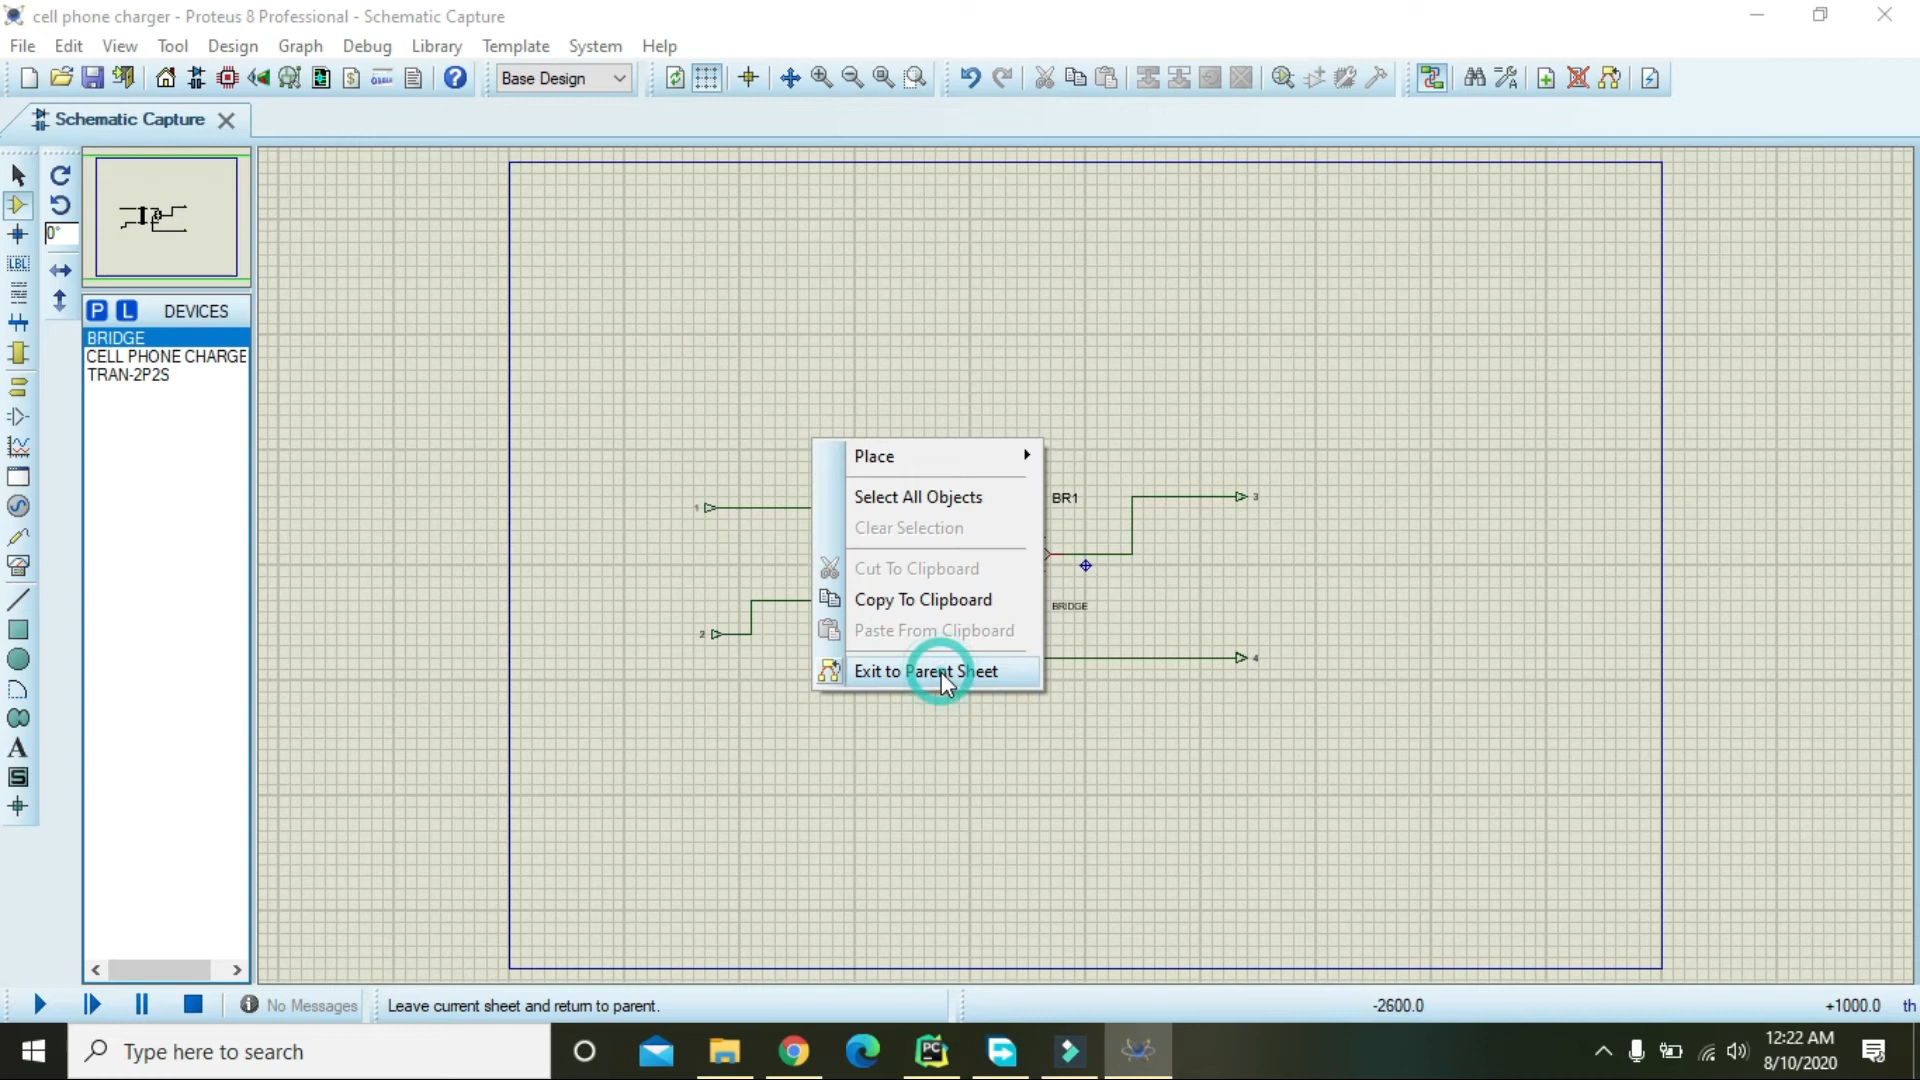 cell phone charger - Proteus 8 Professional - Schematic Capture
File Edit View Tool Design Graph Debug Library Template System Help
Base Design
Schematic Capture
LBL
0°
P L DEVICES
BRIDGE
CELL PHONE CHARGE
TRAN-2P2S
A
S
Place
Select All Objects
Clear Selection
Cut To Clipboard
Copy To Clipboard
Paste From Clipboard
Exit to Parent Sheet
1
2
BR1
BRIDGE
3
4
No Messages
Leave current sheet and return to parent.
-2600.0
+1000.0
th
Type here to search
PC
12:22 AM
8/10/2020